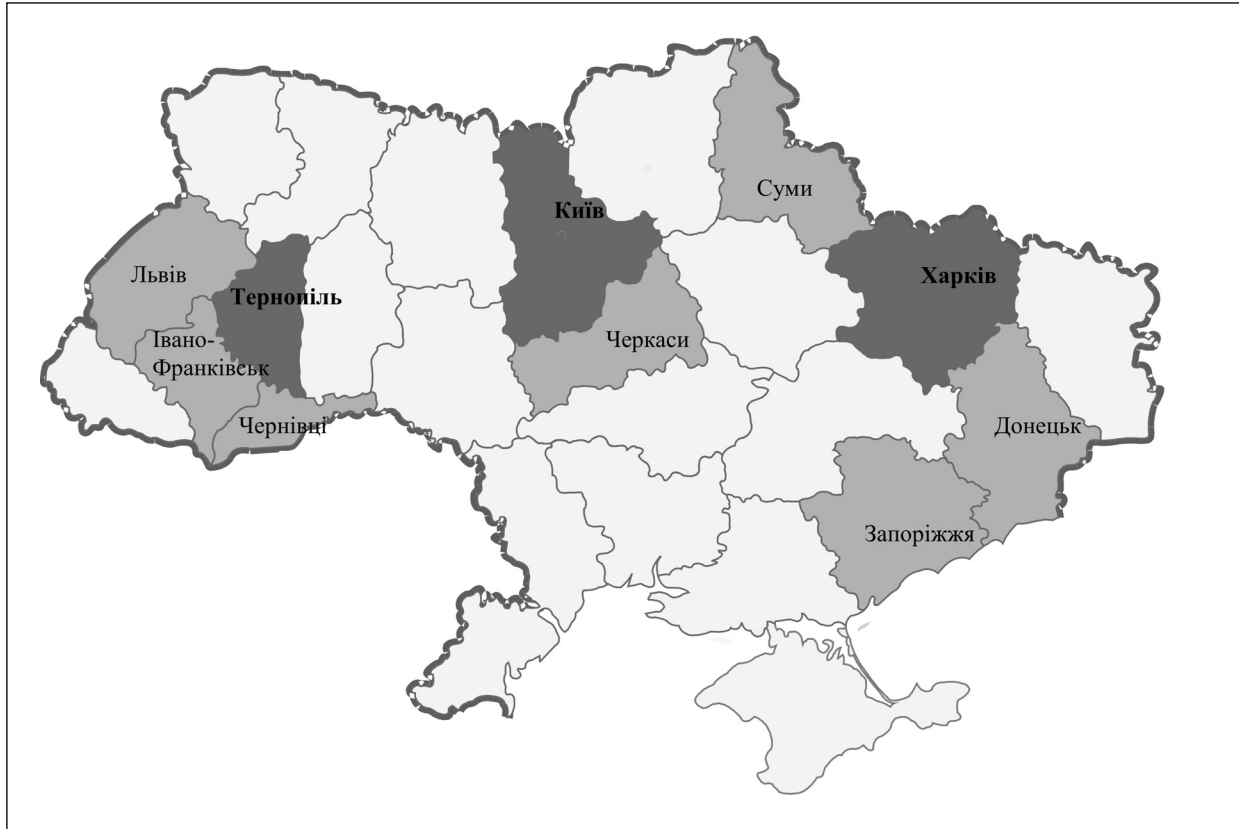 Суми
Київ
Львів
Харків
Тернопіль
Івано-
Франківськ
Черкаси
Чернівці
Донецьк
Запоріжжя